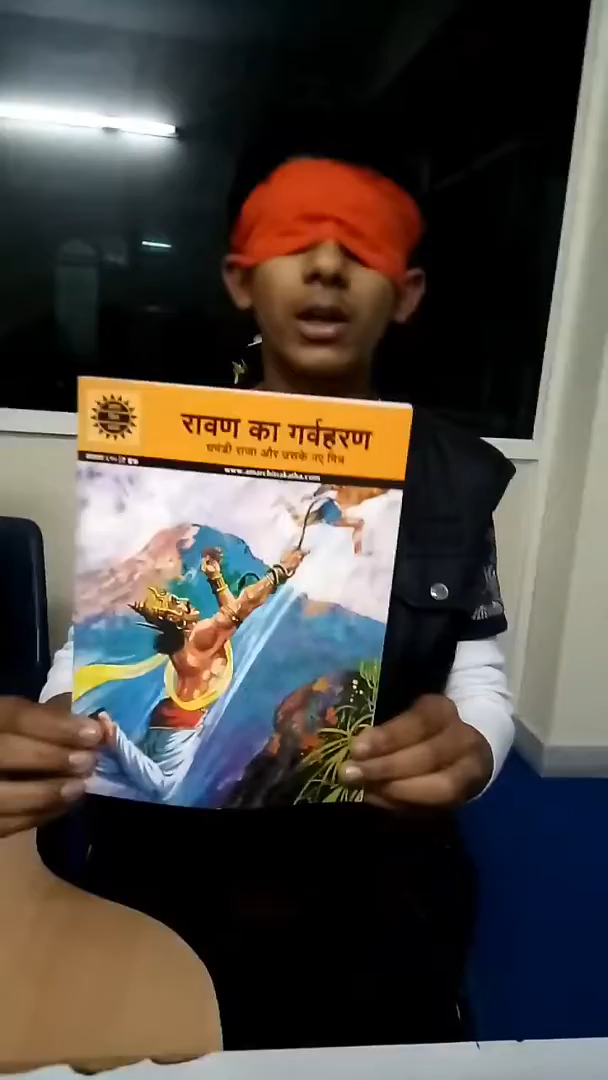 रावण का गर्वहरण
घमंडी राजा और उसके नए मित्र
www.amarchitrakatha.com